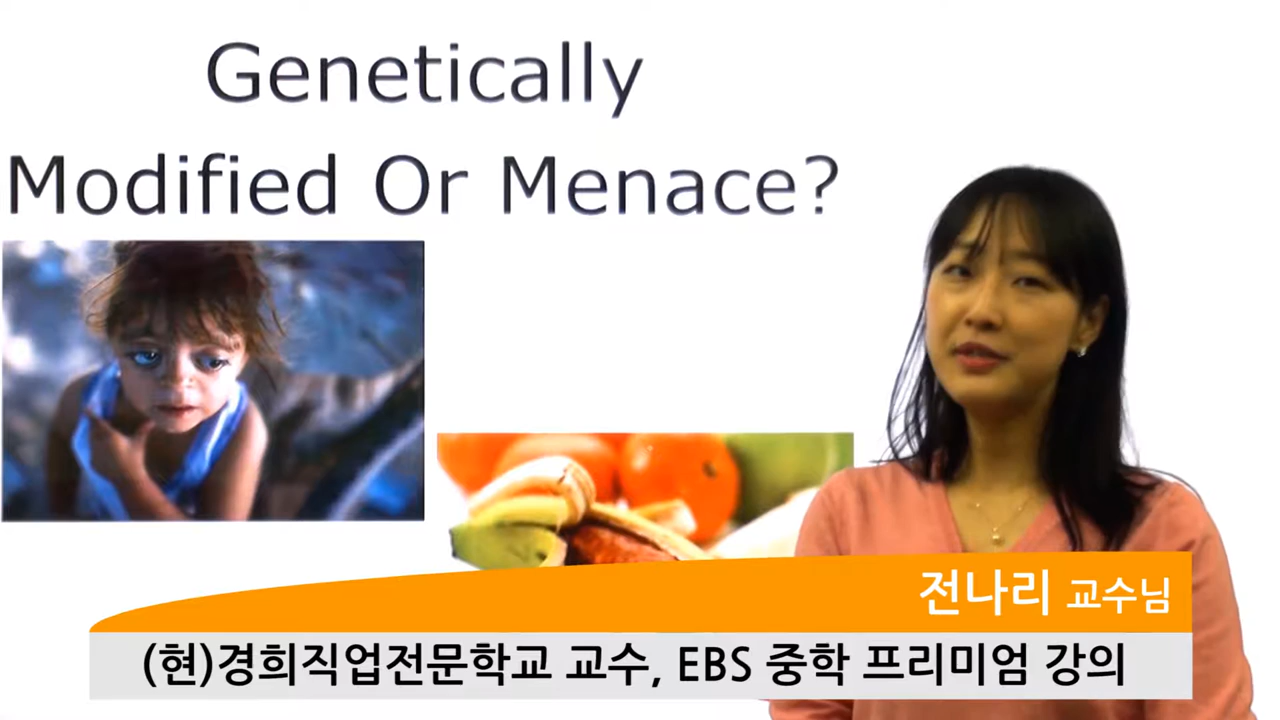 Genetically
Modified Or Menace?
전나리 교수님
(현)경희직업전문학교 교수, EBS 중학 프리미엄 강의